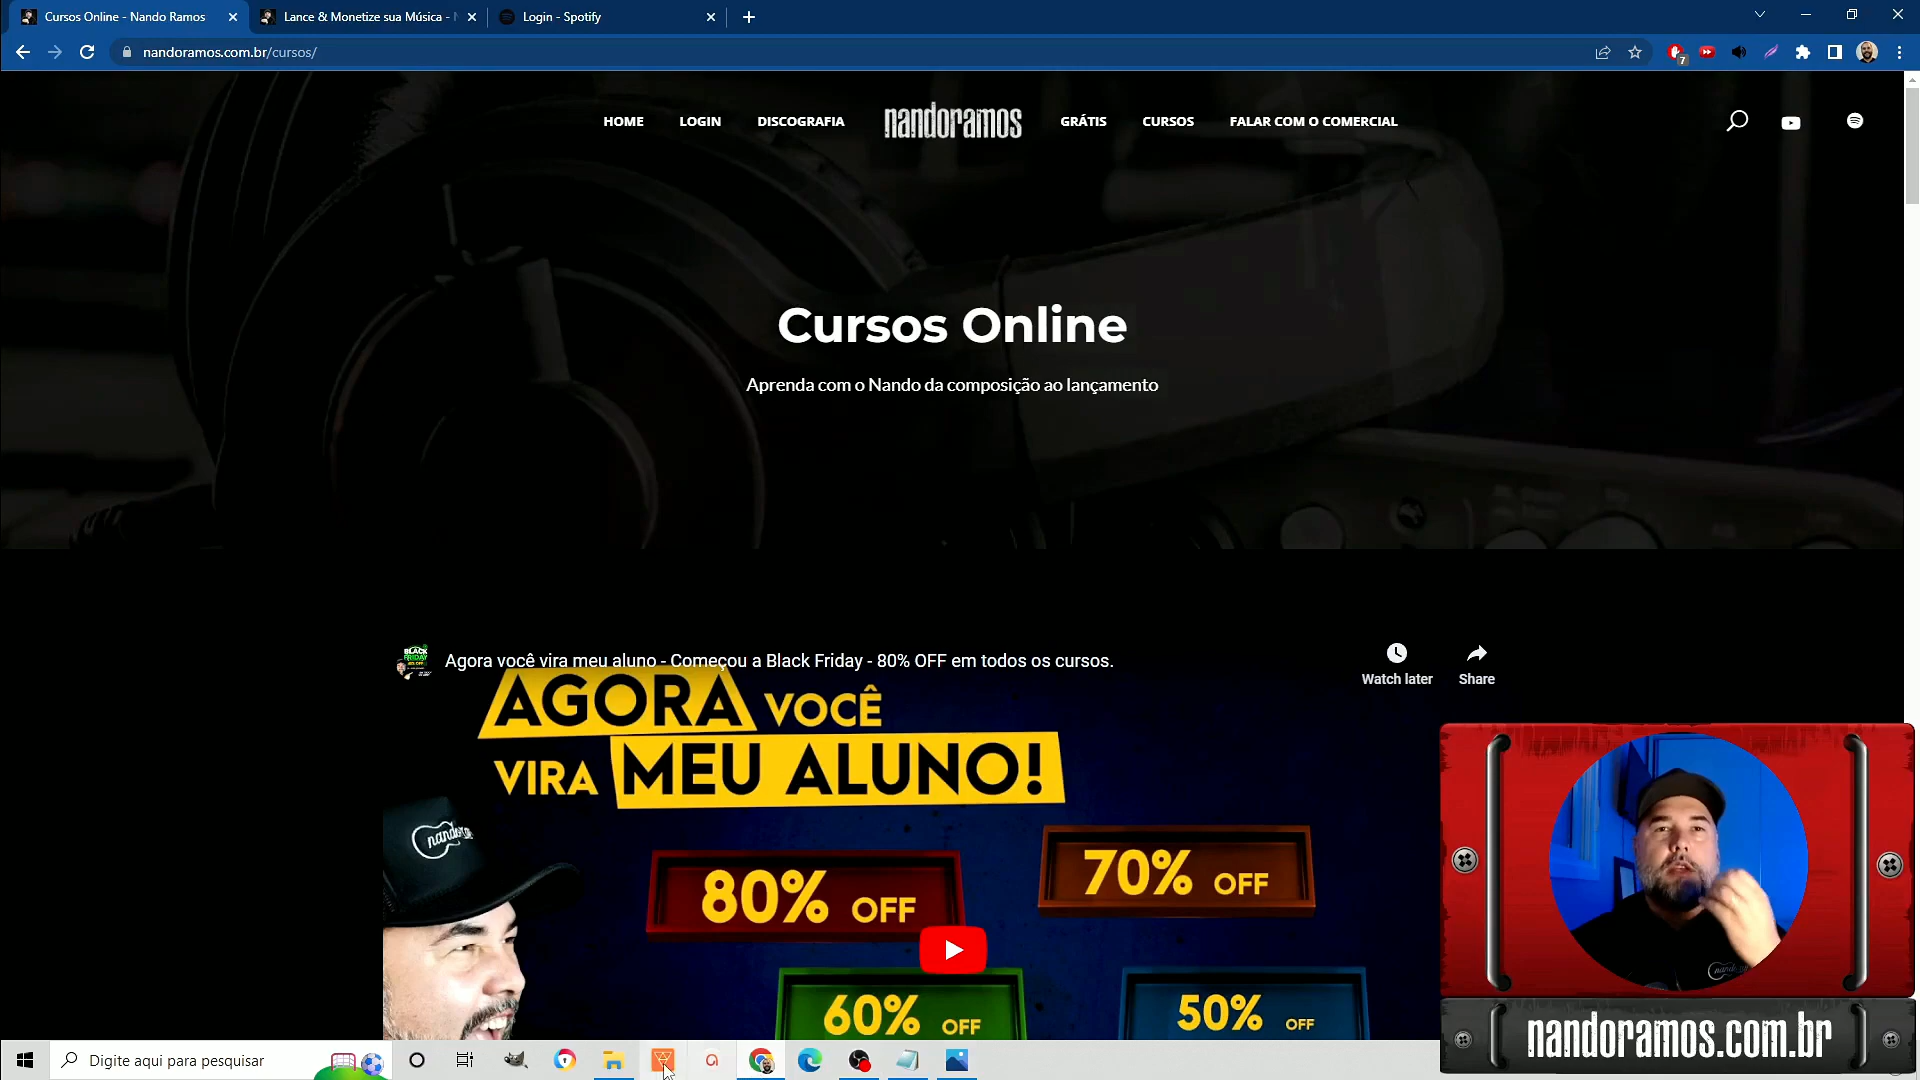 Cursos Online - Nando Ramos
Lance & Monetize sua Música -
Login - Spotify
nandoramos.com.br/cursos/
7
HOME
LOGIN
DISCOGRAFIA
nandoramos
GRÁTIS
CURSOS
FALAR COM O COMERCIAL
Cursos Online
Aprenda com o Nando da composição ao lançamento
BLACK
FRIDAY
Agora você vira meu aluno - Começou a Black Friday - 80% OFF em todos os cursos.
Watch later
Share
AGORA VOCÊ
VIRA MEU ALUNO!
80% OFF
70% OFF
60% OFF
50% OFF
nandoramos.com.br
Digite aqui para pesquisar